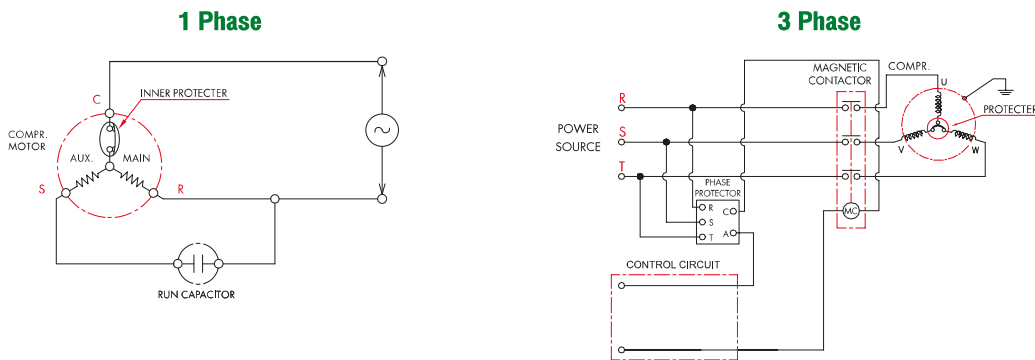 1 Phase
C
INNER PROTECTER
COMPR.
MOTOR
AUX.
MAIN
S
R
RUN CAPACITOR
3 Phase
MAGNETIC
CONTACTOR
COMPR.
U
R
PROTECTER
POWER
SOURCE
S
V
W
T
PHASE
PROTECTOR
R
C
S
T
A
MC
CONTROL CIRCUIT